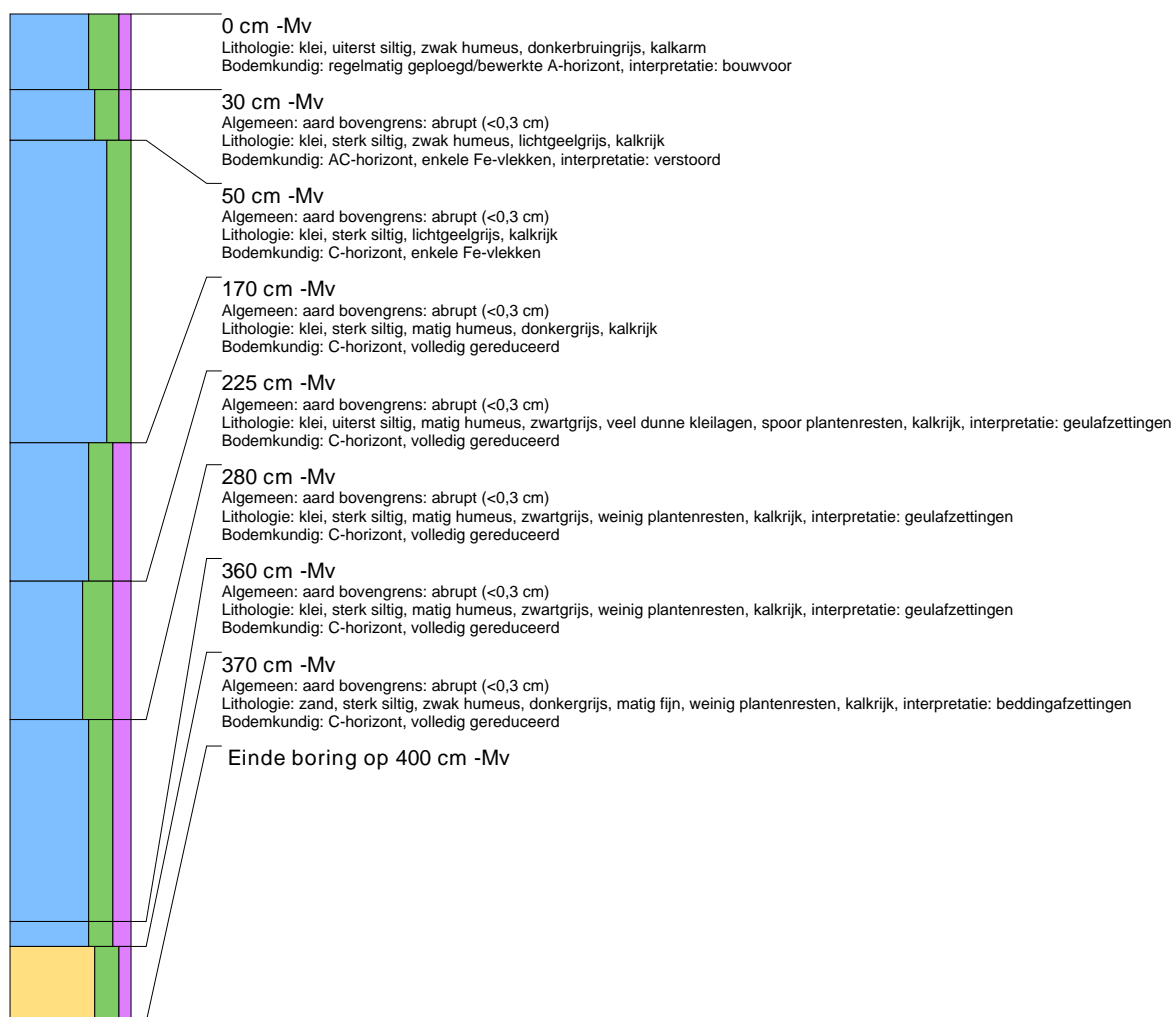 0 cm -Mv
Lithologie: klei, uiterst siltig, zwak humeus, donkerbruingrijs, kalkarm
Bodemkundig: regelmatig geploegd/bewerkte A-horizont, interpretatie: bouwvoor
30 cm -Mv
Algemeen: aard bovengrens: abrupt (<0,3 cm)
Lithologie: klei, sterk siltig, zwak humeus, lichtgeelgrijs, kalkrijk
Bodemkundig: AC-horizont, enkele Fe-vlekken, interpretatie: verstoord
50 cm -Mv
Algemeen: aard bovengrens: abrupt (<0,3 cm)
Lithologie: klei, sterk siltig, lichtgeelgrijs, kalkrijk
Bodemkundig: C-horizont, enkele Fe-vlekken
170 cm -Mv
Algemeen: aard bovengrens: abrupt (<0,3 cm)
Lithologie: klei, sterk siltig, matig humeus, donkergrijs, kalkrijk
Bodemkundig: C-horizont, volledig gereduceerd
225 cm -Mv
Algemeen: aard bovengrens: abrupt (<0,3 cm)
Lithologie: klei, uiterst siltig, matig humeus, zwartgrijs, veel dunne kleilagen, spoor plantenresten, kalkrijk, interpretatie: geulafzettingen
Bodemkundig: C-horizont, volledig gereduceerd
280 cm -Mv
Algemeen: aard bovengrens: abrupt (<0,3 cm)
Lithologie: klei, sterk siltig, matig humeus, zwartgrijs, weinig plantenresten, kalkrijk, interpretatie: geulafzettingen
Bodemkundig: C-horizont, volledig gereduceerd
360 cm -Mv
Algemeen: aard bovengrens: abrupt (<0,3 cm)
Lithologie: klei, sterk siltig, matig humeus, zwartgrijs, weinig plantenresten, kalkrijk, interpretatie: geulafzettingen
Bodemkundig: C-horizont, volledig gereduceerd
370 cm -Mv
Algemeen: aard bovengrens: abrupt (<0,3 cm)
Lithologie: zand, sterk siltig, zwak humeus, donkergrijs, matig fijn, weinig plantenresten, kalkrijk, interpretatie: beddingafzettingen
Bodemkundig: C-horizont, volledig gereduceerd
Einde boring op 400 cm -Mv